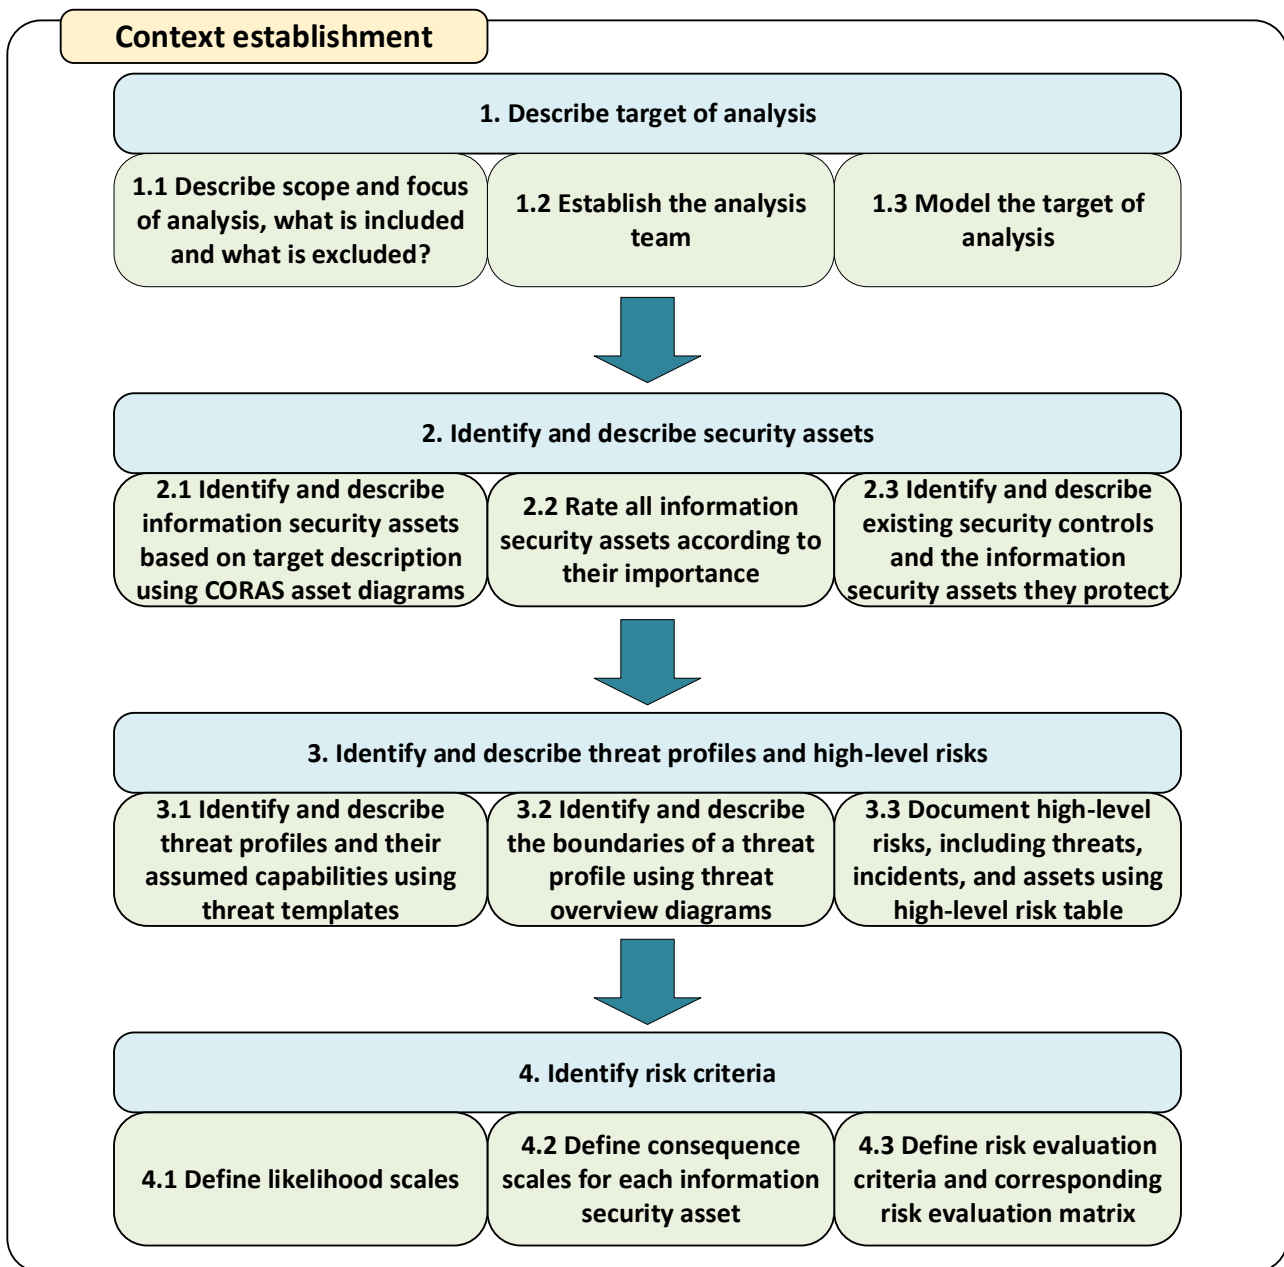 Context establishment
1. Describe target of analysis
1.1 Describe scope and focus
of analysis, what is included
and what is excluded?
1.2 Establish the analysis
team
1.3 Model the target of
analysis
2. Identify and describe security assets
2.1 Identify and describe
information security assets
based on target description
using CORAS asset diagrams
2.2 Rate all information
security assets according to
their importance
2.3 Identify and describe
existing security controls
and the information
security assets they protect
3. Identify and describe threat profiles and high-level risks
3.1 Identify and describe
threat profiles and their
assumed capabilities using
threat templates
3.2 Identify and describe
the boundaries of a threat
profile using threat
overview diagrams
3.3 Document high-level
risks, including threats,
incidents, and assets using
high-level risk table
4. Identify risk criteria
4.1 Define likelihood scales
4.2 Define consequence
scales for each information
security asset
4.3 Define risk evaluation
criteria and corresponding
risk evaluation matrix